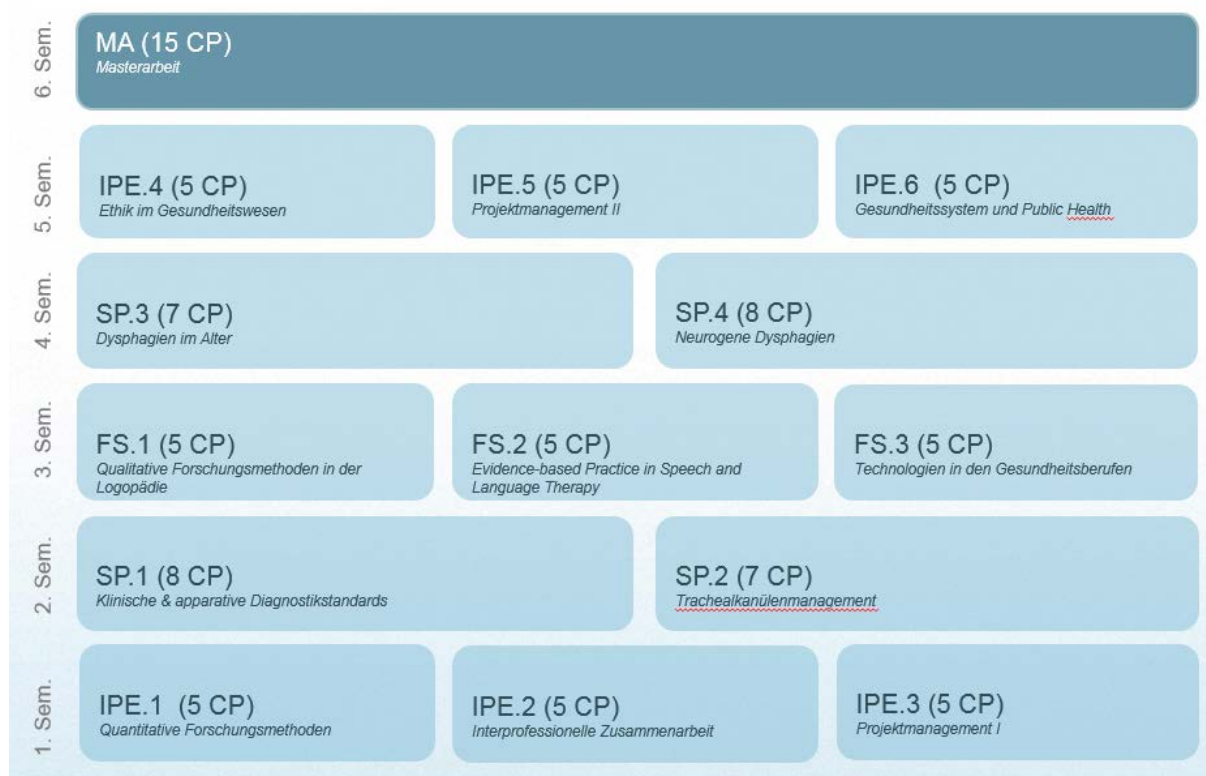 6. Sem.
MA (15 CP)
Masterarbeit
5. Sem.
IPE.4 (5 CP)
Ethik im Gesundheitswesen
IPE.5 (5 CP)
Projektmanagement II
IPE.6 (5 CP)
Gesundheitssystem und Public Health
4. Sem.
SP.3 (7 CP)
Dysphagien im Alter
SP.4 (8 CP)
Neurogene Dysphagien
3. Sem.
FS.1 (5 CP)
Qualitative Forschungsmethoden in der
Logopädie
FS.2 (5 CP)
Evidence-based Practice in Speech and
Language Therapy
FS.3 (5 CP)
Technologien in den Gesundheitsberufen
2. Sem.
SP.1 (8 CP)
Klinische & apparative Diagnostikstandards
SP.2 (7 CP)
Trachealkanülenmanagement
1. Sem.
IPE.1 (5 CP)
Quantitative Forschungsmethoden
IPE.2 (5 CP)
Interprofessionelle Zusammenarbeit
IPE.3 (5 CP)
Projektmanagement I